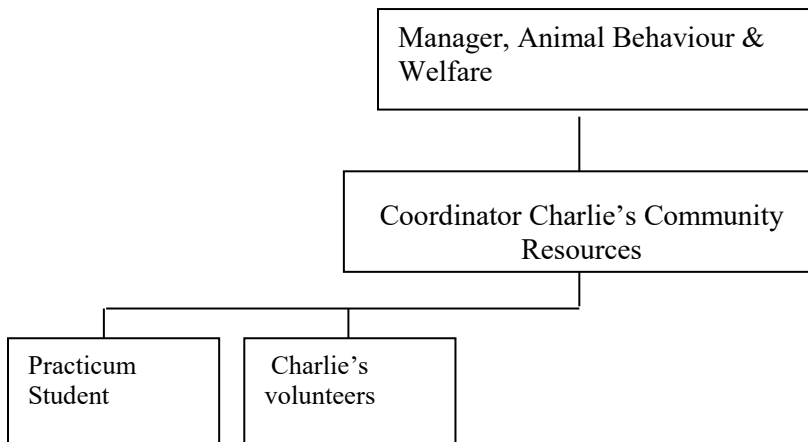 Manager, Animal Behaviour &
Welfare
Coordinator Charlie’s Community
Resources
Practicum
Student
Charlie’s
volunteers